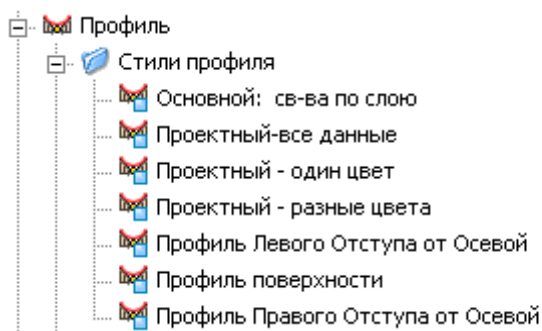 Профиль
Стили профиля
Основной:  св-ва по слою
Проектный-все данные
Проектный - один цвет
Проектный - разные цвета
Профиль Левого Отступа от Осевой
Профиль поверхности
Профиль Правого Отступа от Осевой